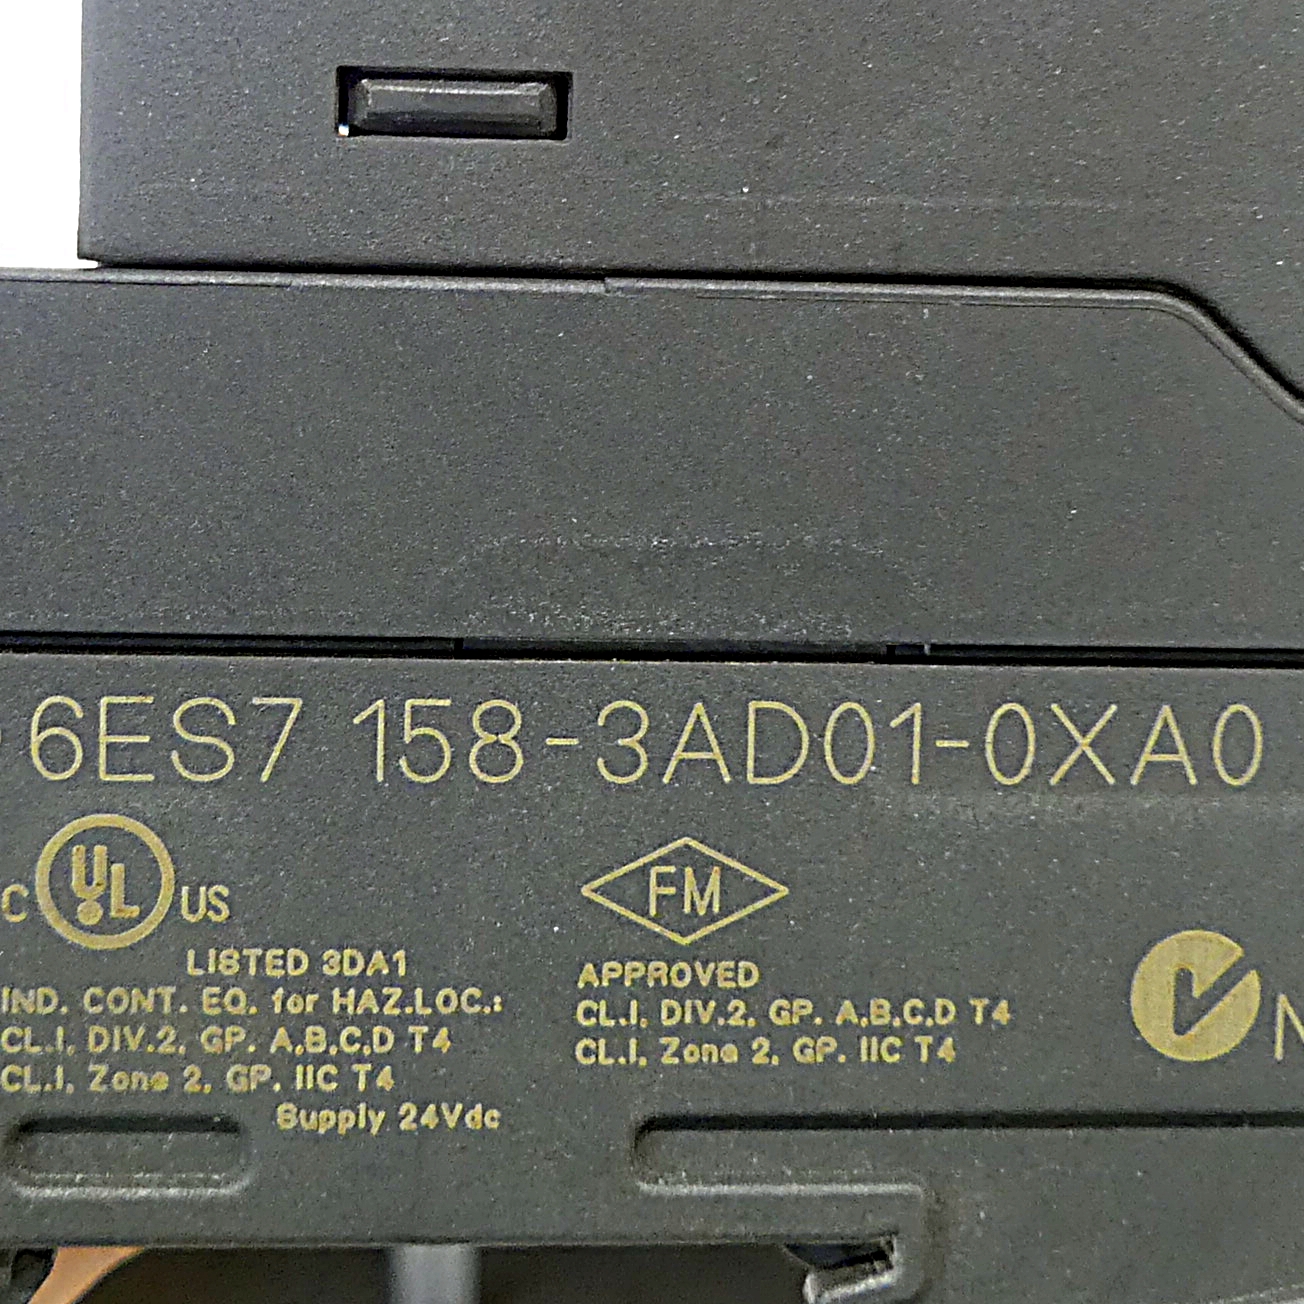 6ES7 158-3AD01-0XA0
C UL US
FM
LISTED 3DA1
IND. CONT. EQ. for HAZ.LOC.:
CL.I, DIV.2, GP. A,B,C,D T4
CL.I, Zone 2, GP. IIC T4
Supply 24Vdc
APPROVED
CL.I, DIV.2, GP. A,B,C,D T4
CL.I, Zone 2, GP. IIC T4
N